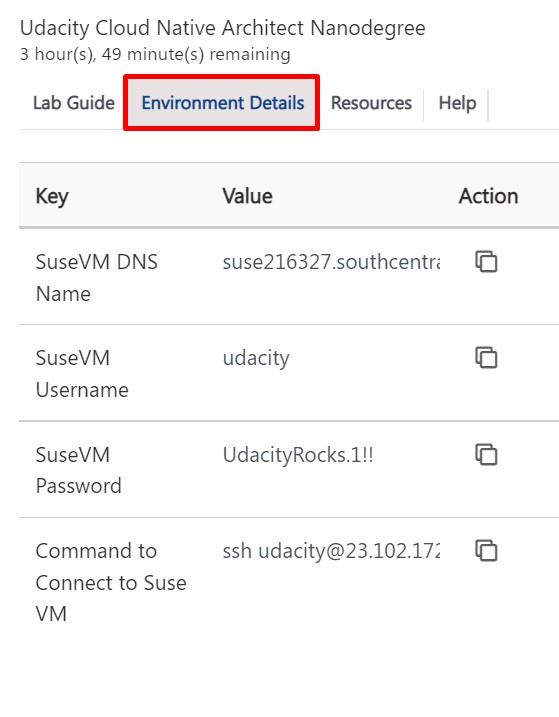 Udacity Cloud Native Architect Nanodegree
3 hour(s), 49 minute(s) remaining
Lab Guide Environment Details Resources Help
Key Value Action
SuseVM DNS suse216327.southcentra
Name
SuseVM udacity
Username
SuseVM UdacityRocks.1!!
Password
Command to ssh udacity@23.102.172
Connect to Suse
VM